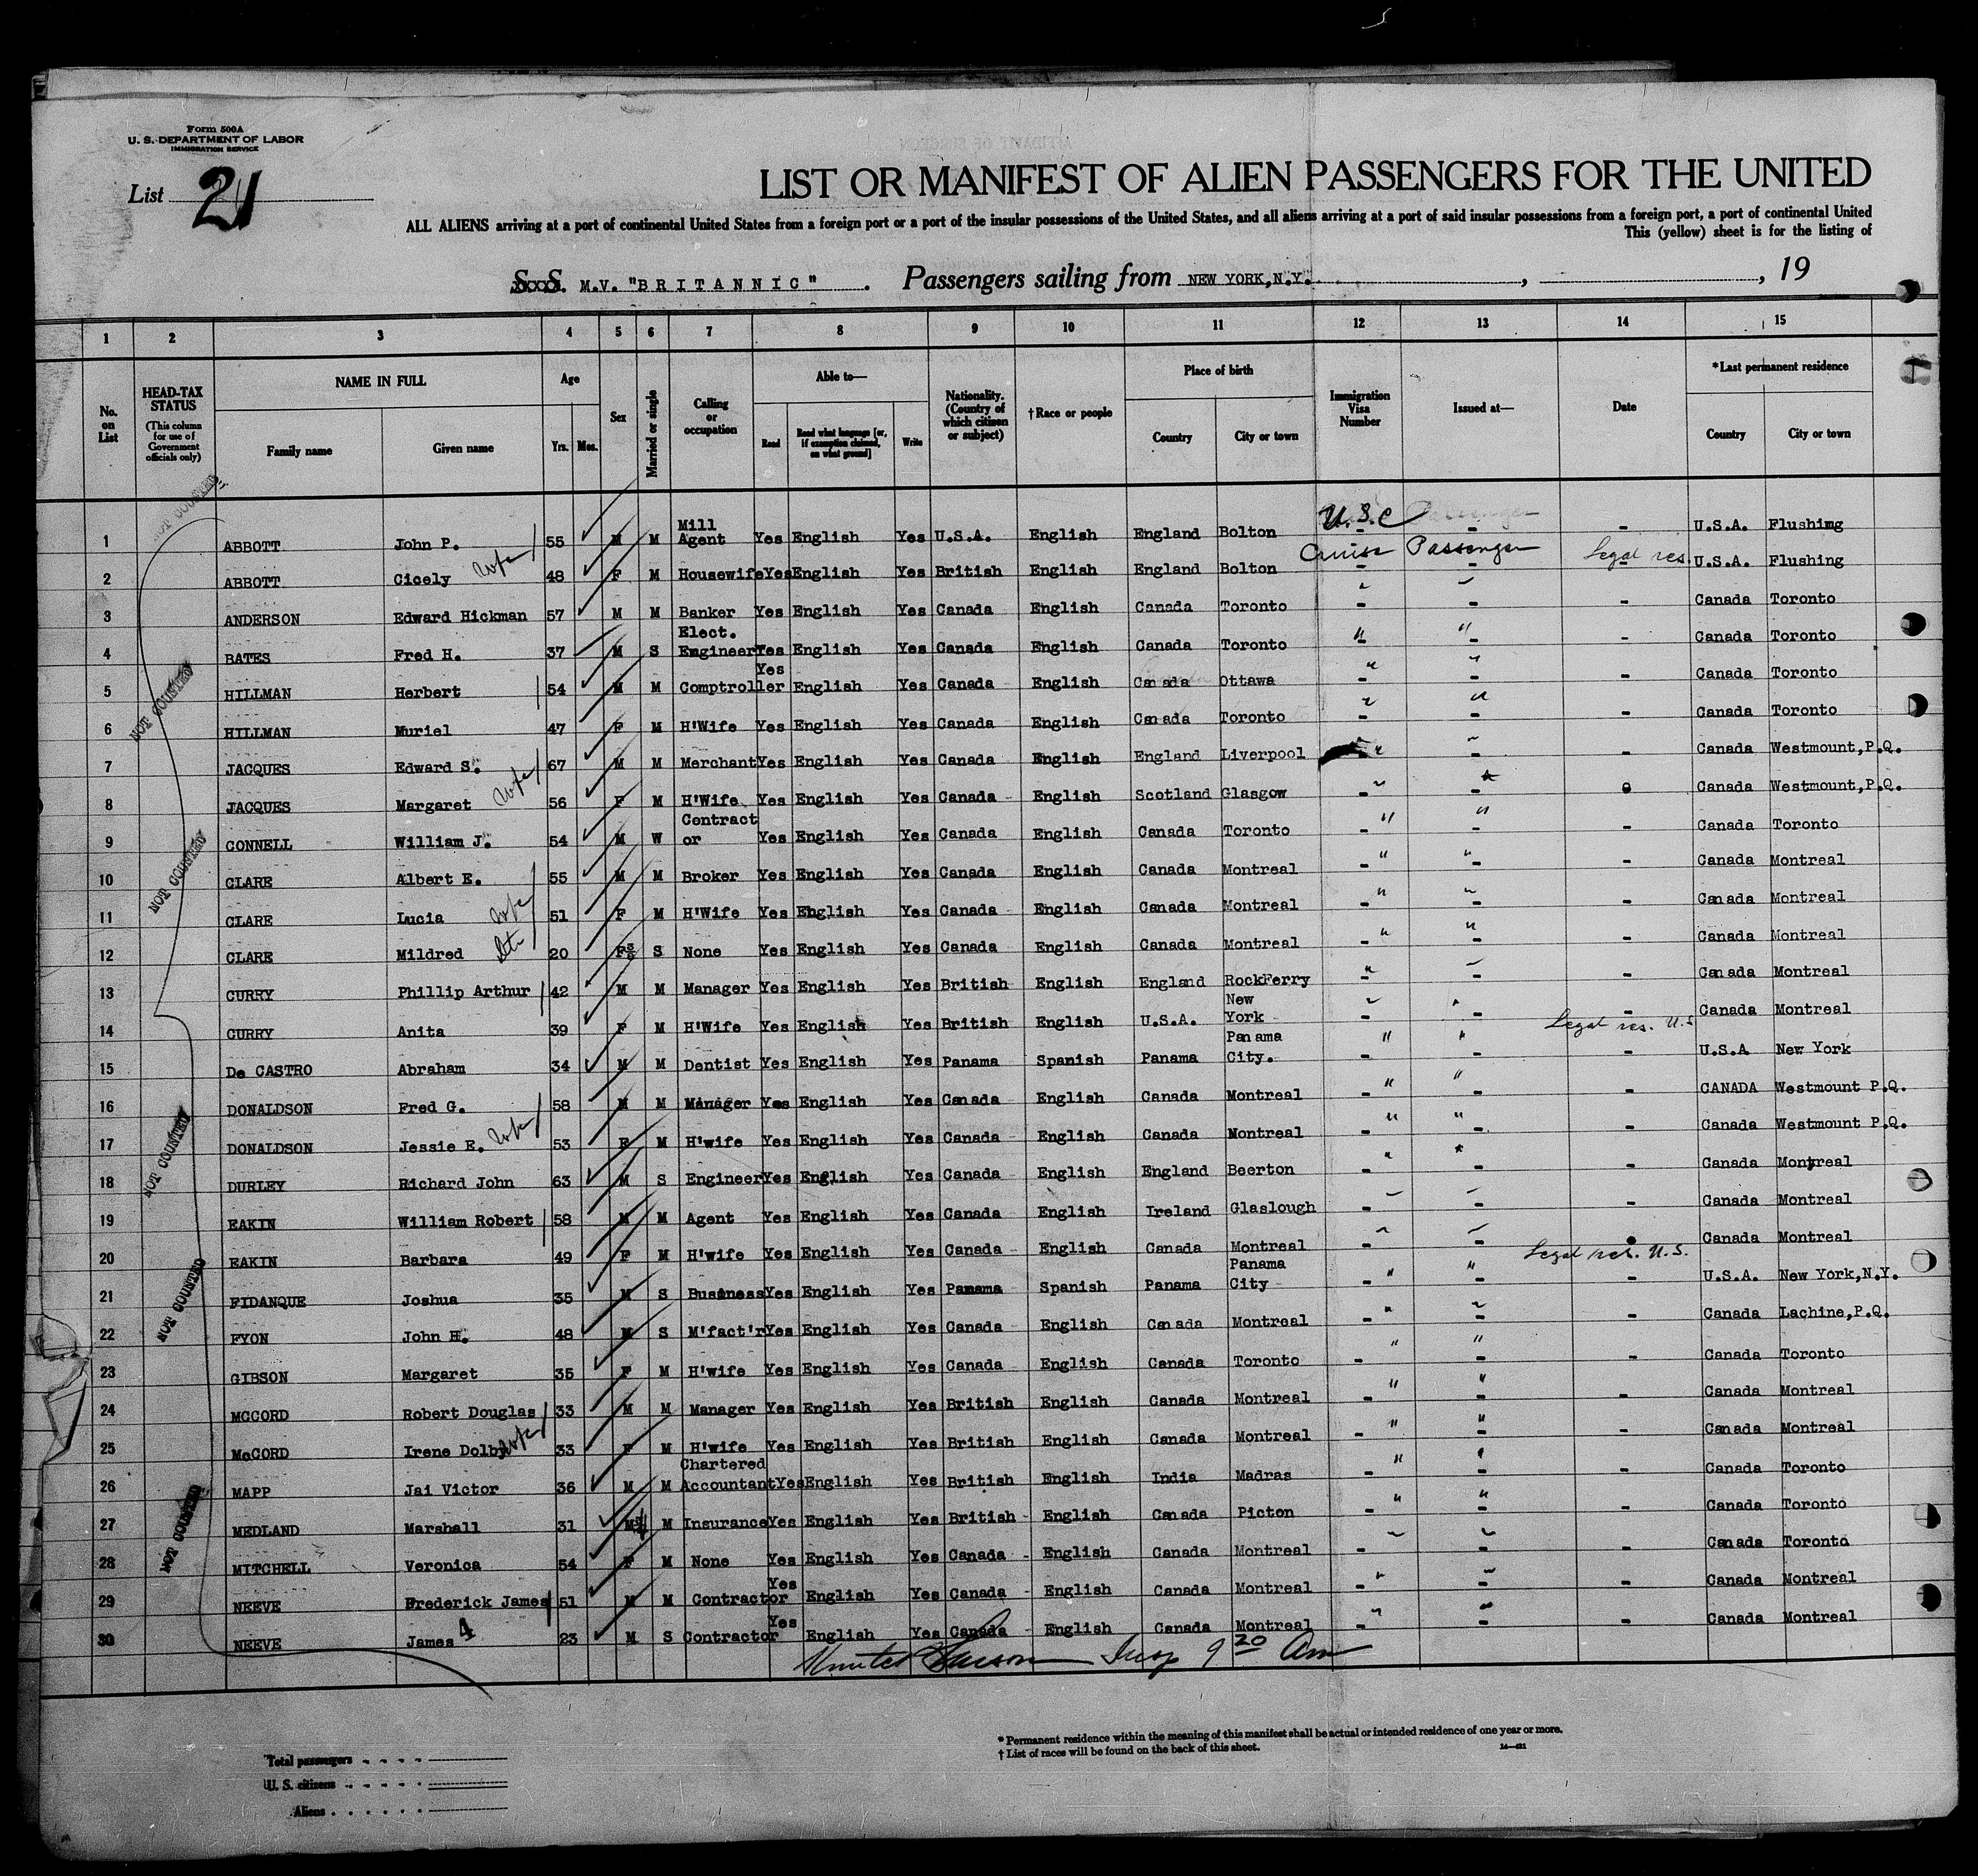 Form 500A
U. S. DEPARTMENT OF LABOR
IMMIGRATION SERVICE
List 21
LIST OR MANIFEST OF ALIEN PASSENGERS FOR THE UNITED
ALL ALIENS arriving at a port of continental United States from a foreign port or a port of the insular possessions of the United States, and all aliens arriving at a port of said insular possessions from a foreign port, a port of continental United
This (yellow) sheet is for the listing of
S. S. M.V. "BRITANNIC" . Passengers sailing from NEW YORK,N.Y. , , 19
1 2 3 4 5 6 7 8 9 10 11 12 13 14 15
No. on List HEAD-TAX STATUS (This column for use of Government officials only) NAME IN FULL Family name Given name Age Yrs. Mos. Sex Married or single Calling or occupation Able to— Read Read what language [or, if exemption claimed, on what ground] Write Nationality. (Country of which citizen or subject) †Race or people Place of birth Country City or town Immigration Visa Number Issued at— Date *Last permanent residence Country City or town
NOT COUNTED
1 ABBOTT John P. 55 M M Mill Agent Yes English Yes U.S.A. English England Bolton U.S.C - - - U.S.A. Flushing
2 ABBOTT Cicely wife 48 F M Housewife Yes English Yes British English England Bolton Cruise Passenger - - Legal res. - U.S.A. Flushing
3 ANDERSON Edward Hickman 57 M M Banker Yes English Yes Canada English Canada Toronto " - " - - Canada Toronto
4 BATES Fred H. 37 M S Elect. Engineer Yes English Yes Canada English Canada Toronto " - " - - Canada Toronto
5 HILLMAN Herbert 54 M M Comptroller Yes English Yes Canada English Canada Ottawa " - " - - Canada Toronto
6 HILLMAN Muriel 47 F M H'Wife Yes English Yes Canada English Canada Toronto " - " - - Canada Toronto
NOT COUNTED
7 JACQUES Edward S. 67 M M Merchant Yes English Yes Canada English England Liverpool " " - - Canada Westmount,P.Q.
8 JACQUES Margaret wife 56 F M H'Wife Yes English Yes Canada English Scotland Glasgow " - " - Canada Westmount,P.Q.
9 CONNELL William J. 54 M W Contract or Yes English Yes Canada English Canada Toronto " - " - - Canada Toronto
NOT COUNTED
10 CLARE Albert E. 55 M M Broker Yes English Yes Canada English Canada Montreal " - " - - Canada Montreal
11 CLARE Lucia wife 51 F M H'Wife Yes English Yes Canada English Canada Montreal " - " - - Canada Montreal
12 CLARE Mildred Dtr 20 F S None Yes English Yes Canada English Canada Montreal " - " - - Canada Montreal
13 CURRY Phillip Arthur 42 M M Manager Yes English Yes British English England RockFerry " - " - - Canada Montreal
14 CURRY Anita 39 F M H'Wife Yes English Yes British English U.S.A. New York " - " - - Canada Montreal
15 De CASTRO Abraham 34 M M Dentist Yes English Yes Panama Spanish Panama Panama City. " - " - Legal res. U.S - U.S.A New York
16 DONALDSON Fred G. 58 M M Manager Yes English Yes Canada English Canada Montreal " - " - - CANADA Westmount P.Q.
NOT COUNTED
17 DONALDSON Jessie E. wife 53 F M H'wife Yes English Yes Canada English Canada Montreal " - " - - Canada Westmount P.Q.
18 DURLEY Richard John 63 M S Engineer Yes English Yes Canada English England Beerton " - " - - Canada Montreal
19 EAKIN William Robert 58 M M Agent Yes English Yes Canada English Ireland Glaslough " - " - - Canada Montreal
20 EAKIN Barbara 49 F M H'wife Yes English Yes Canada English Canada Montreal " - " - Canada Montreal
NOT COUNTED
21 FIDANQUE Joshua 35 M S Business Yes English Yes Panama Spanish Panama Panama City " - " - Legal res. U.S. - U.S.A. New York,N.Y.
22 FYON John H. 48 M S M'fact'r Yes English Yes Canada English Canada Montreal " - " - - Canada Lachine,P.Q.
23 GIBSON Margaret 35 F M H'wife Yes English Yes Canada English Canada Toronto " - " - - Canada Toronto
24 MCCORD Robert Douglas 33 M M Manager Yes English Yes British English Canada Montreal " - " - - Canada Montreal
25 McCORD Irene Dolby wife 33 F M H'wife Yes English Yes British English Canada Montreal " - " - - Canada Montreal
26 MAPP Jai Victor 36 M M Chartered Accountant Yes English Yes British English India Madras " - " - - Canada Toronto
NOT COUNTED
27 MEDLAND Marshall 31 M M Insurance Yes English Yes British English Canada Picton " - " - - Canada Toronto
28 MITCHELL Veronica 54 F M None Yes English Yes Canada English Canada Montreal " - " - - Canada Toronto
29 NEEVE Frederick James 51 M M Contractor Yes English Yes Canada English Canada Montreal " - " - - Canada Montreal
30 NEEVE James 4 23 M S Contractor Yes English Yes Canada English Canada Montreal " - " - - Canada Montreal
Insp 9 20 Am
*Permanent residence within the meaning of this manifest shall be actual or intended residence of one year or more.
†List of races will be found on the back of this sheet.
Total passengers
U. S. citizens
Aliens